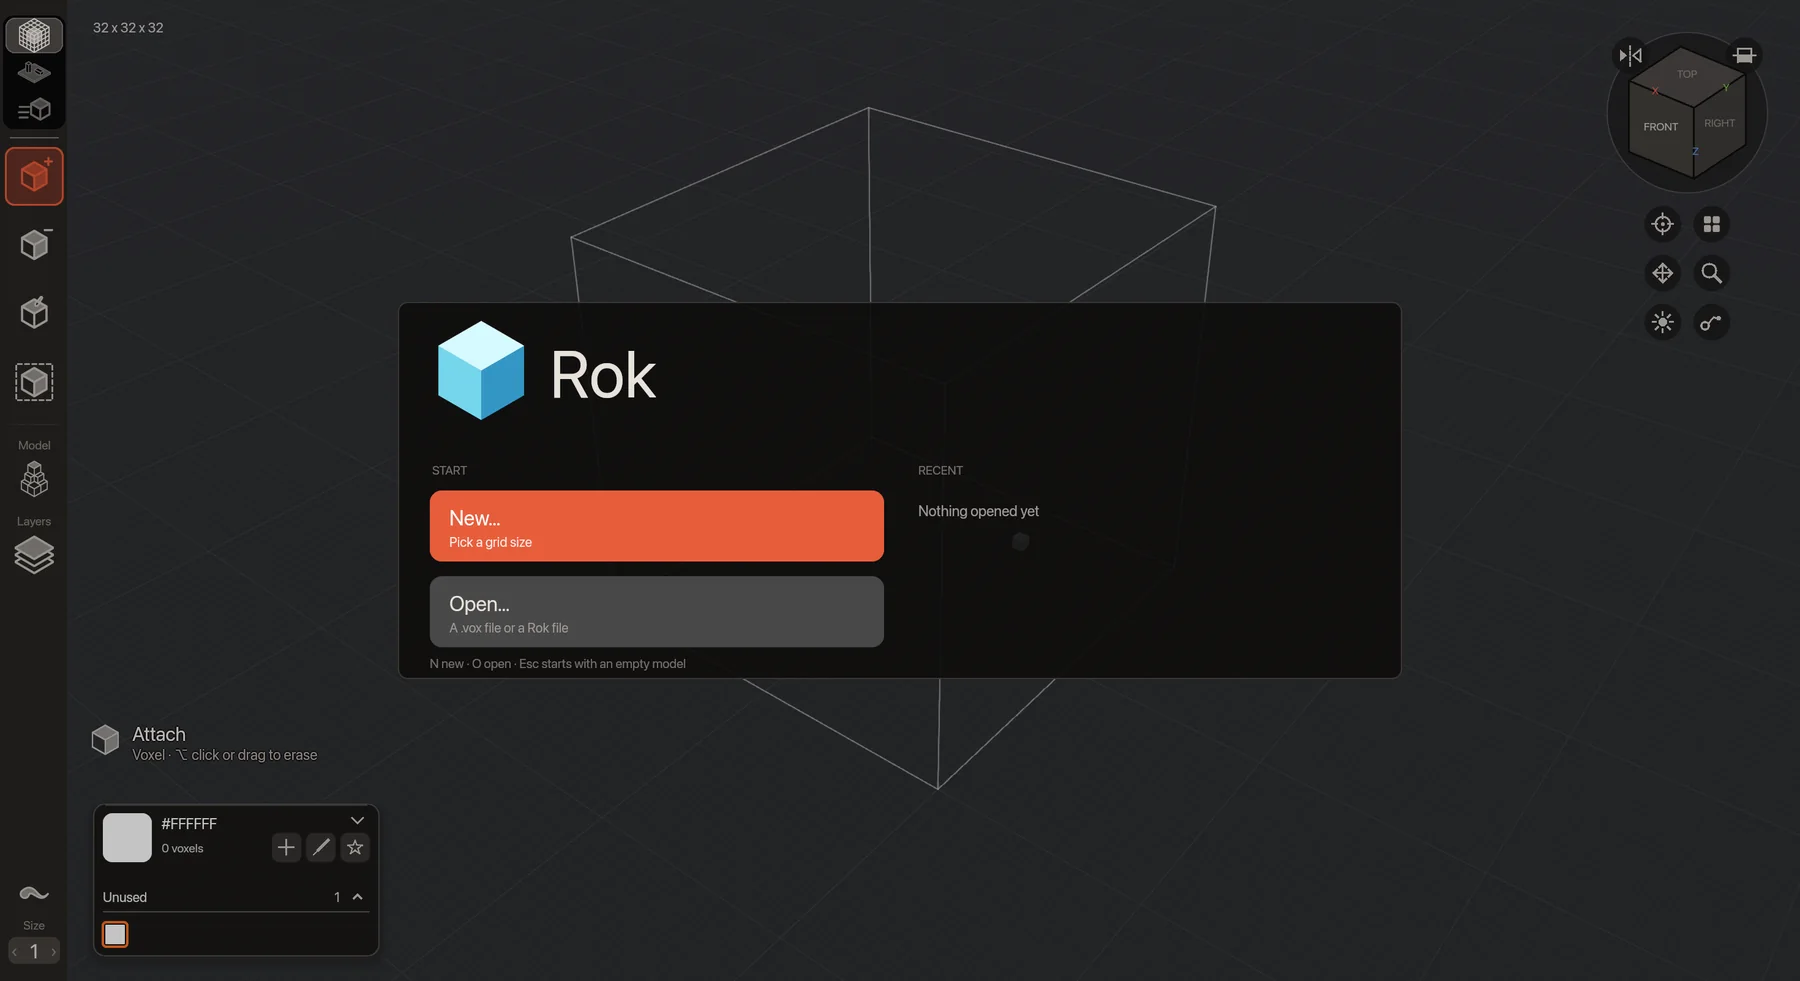 32 x 32 x 32
TOP
X
Y
FRONT
RIGHT
Z
Rok
START
RECENT
New...
Pick a grid size
Nothing opened yet
Open...
A .vox file or a Rok file
N new · O open · Esc starts with an empty model
Model
Layers
Attach
Voxel · ⌥ click or drag to erase
#FFFFFF
0 voxels
Unused
1
Size
1